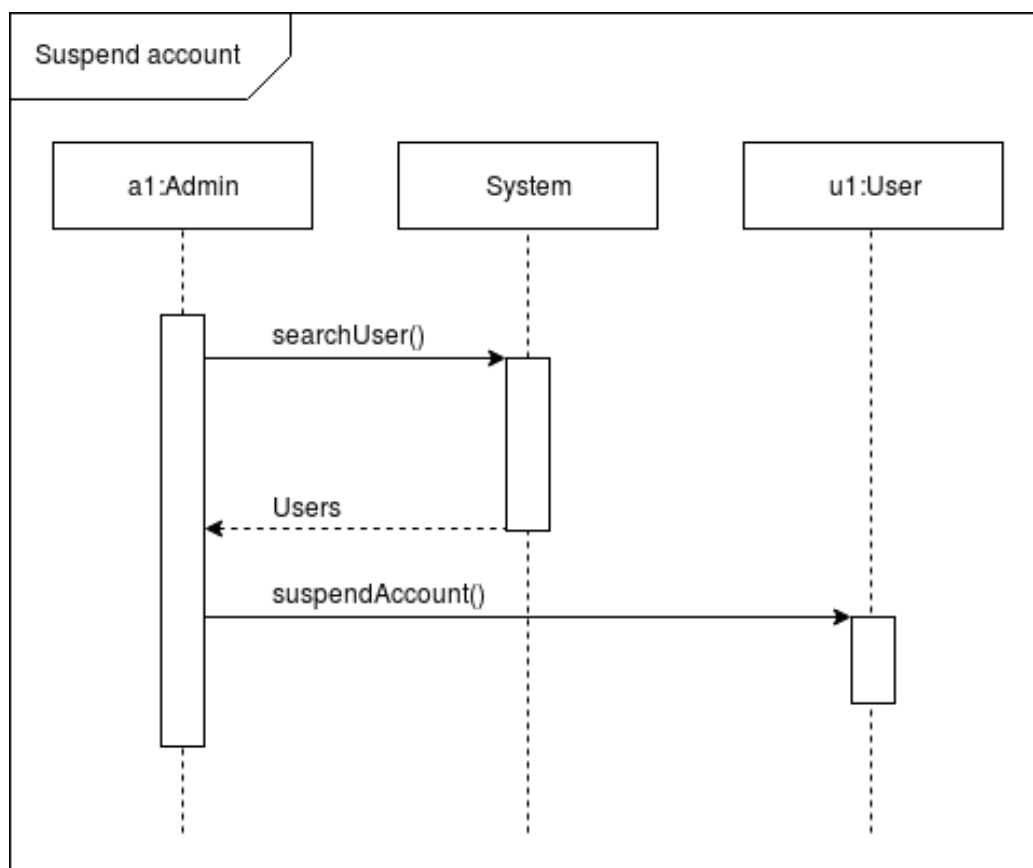 Suspend account
a1:Admin
System
u1:User
searchUser()
Users
suspendAccount()